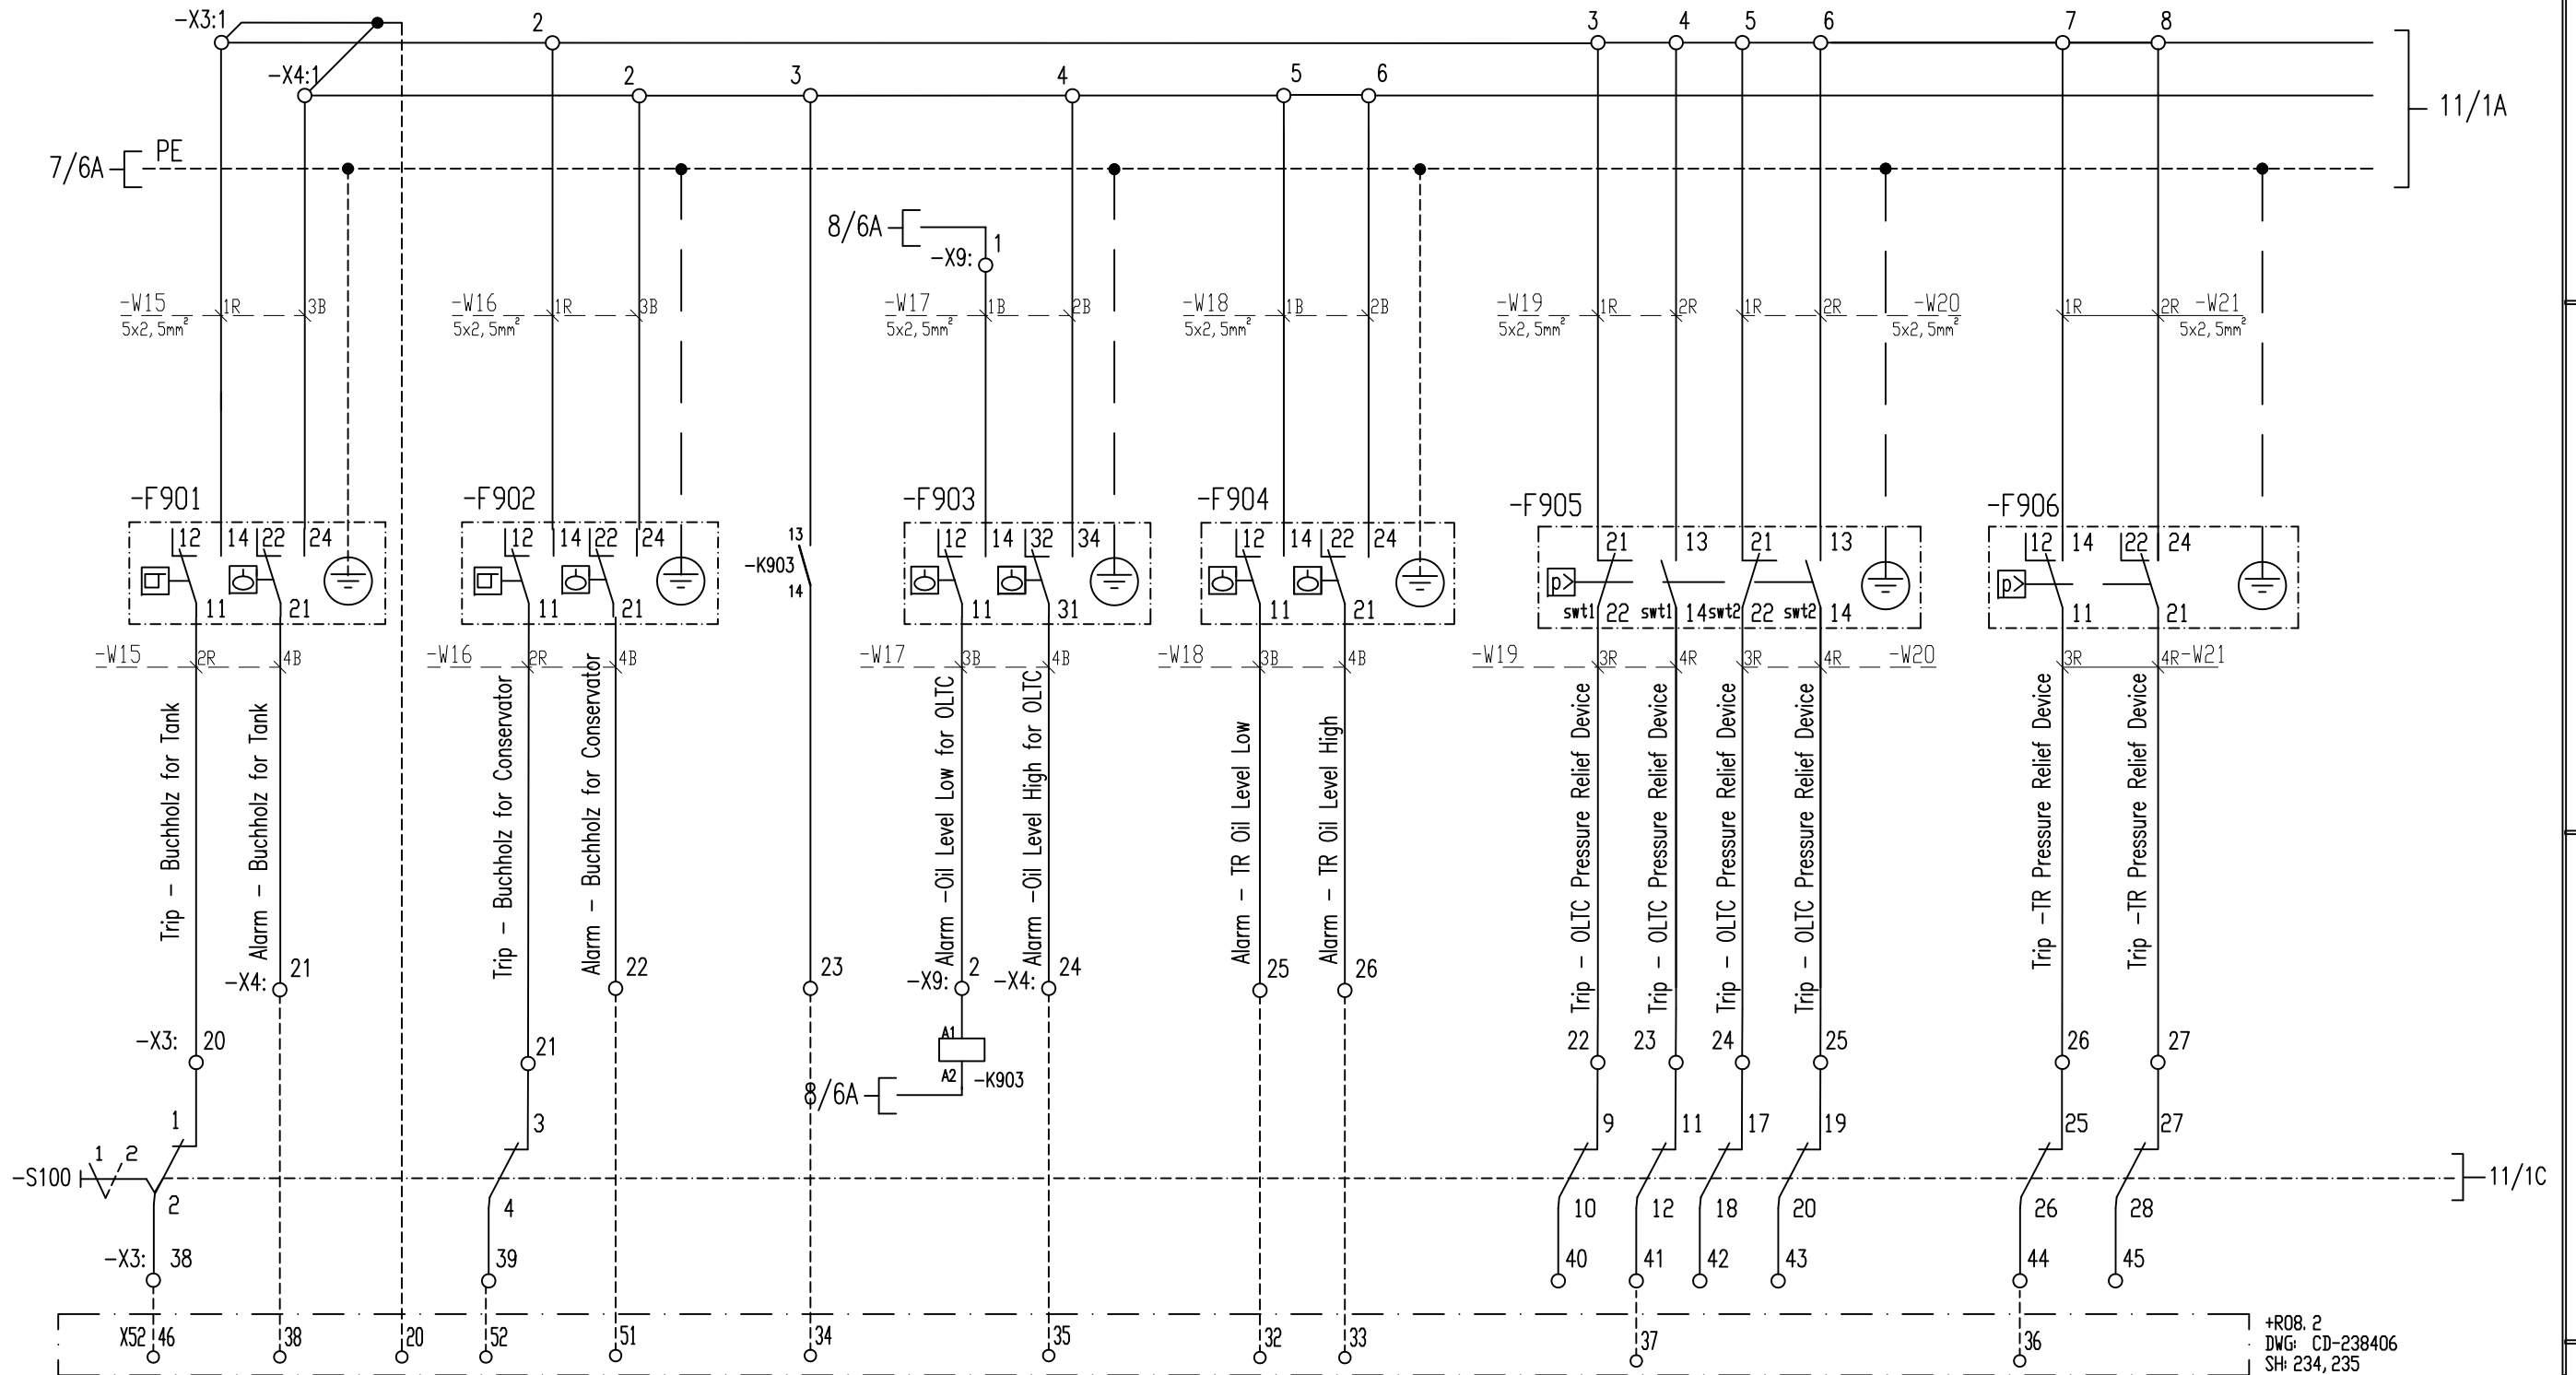 -X3:1 2 3 4 5 6 7 8
-X4:1 2 3 4 5 6
11/1A
7/6A PE
8/6A
1
-X9:
-W15 1R 3B -W16 1R 3B -W17 1B 2B -W18 1B 2B -W19 1R 2R 1R 2R -W20 1R 2R -W21
5x2,5mm² 5x2,5mm² 5x2,5mm² 5x2,5mm² 5x2,5mm² 5x2,5mm² 5x2,5mm²
-F901 -F902 -F903 -F904 -F905 -F906
12 14 22 24 12 14 22 24 13 12 14 32 34 12 14 22 24 21 13 21 13 12 14 22 24
-K903
p> p>
14
11 21 11 21 11 31 11 21 swt1 22 swt1 14 swt2 22 swt2 14 11 21
-W15 2R 4B -W16 2R 4B -W17 3B 4B -W18 3B 4B -W19 3R 4R 3R 4R -W20 3R 4R -W21
Trip - Buchholz for Tank
Alarm - Buchholz for Tank
Trip - Buchholz for Conservator
Alarm - Buchholz for Conservator
Alarm -Oil Level Low for OLTC
Alarm -Oil Level High for OLTC
Alarm - TR Oil Level Low
Alarm - TR Oil Level High
Trip - OLTC Pressure Relief Device
Trip - OLTC Pressure Relief Device
Trip - OLTC Pressure Relief Device
Trip - OLTC Pressure Relief Device
Trip -TR Pressure Relief Device
Trip -TR Pressure Relief Device
-X4: 21 22 23 -X9: 2 -X4: 24 25 26
-X3: 20 21 A1 22 23 24 25 26 27
A2 -K903
8/6A
1 3 9 11 17 19 25 27
1 2
-S100 11/1C
2 4 10 12 18 20 26 28
-X3: 38 39 40 41 42 43 44 45
X52 46 38 20 52 51 34 35 32 33 37 36
+R08.2
DWG: CD-238406
SH: 234,235